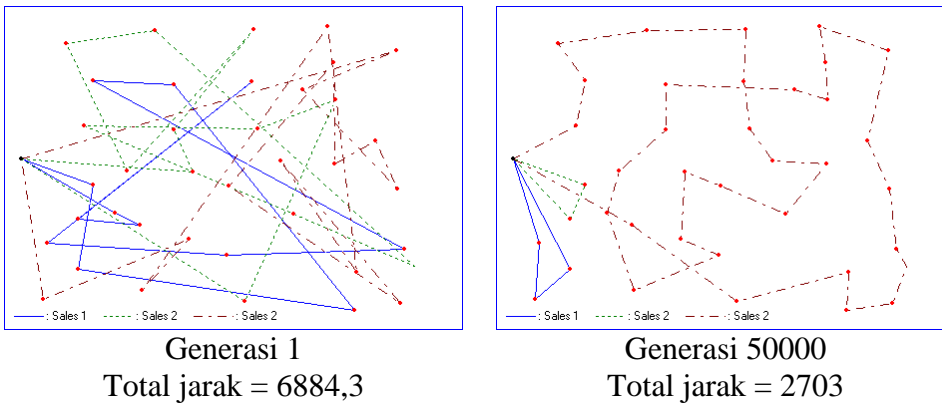 : Sales 1 : Sales 2 : Sales 2
: Sales 1 : Sales 2 : Sales 2
Generasi 1
Total jarak = 6884,3
Generasi 50000
Total jarak = 2703